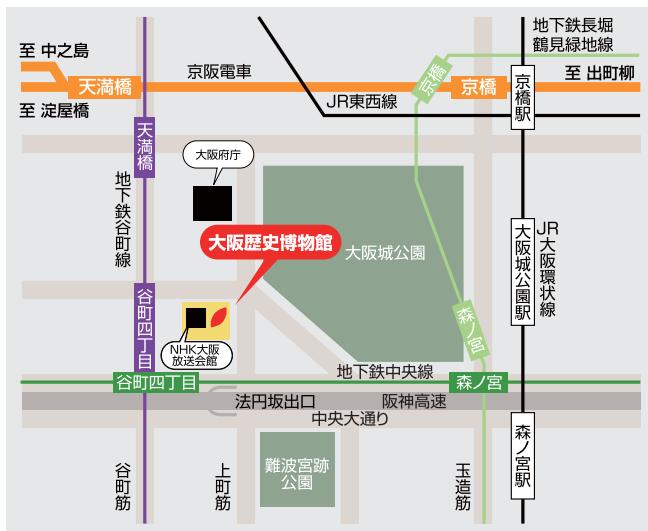 地下鉄長堀
鶴見緑地線
至 中之島
京阪電車
至 出町柳
天満橋
京橋
京橋
京橋駅
至 淀屋橋
JR東西線
天満橋
大阪府庁
地下鉄谷町線
大阪歴史博物館
大阪城公園
大阪城公園駅
JR大阪環状線
谷町四丁目
森ノ宮
NHK大阪
放送会館
地下鉄中央線
谷町四丁目
森ノ宮
法円坂出口
阪神高速
中央大通り
森ノ宮駅
難波宮跡
公園
谷町筋
上町筋
玉造筋